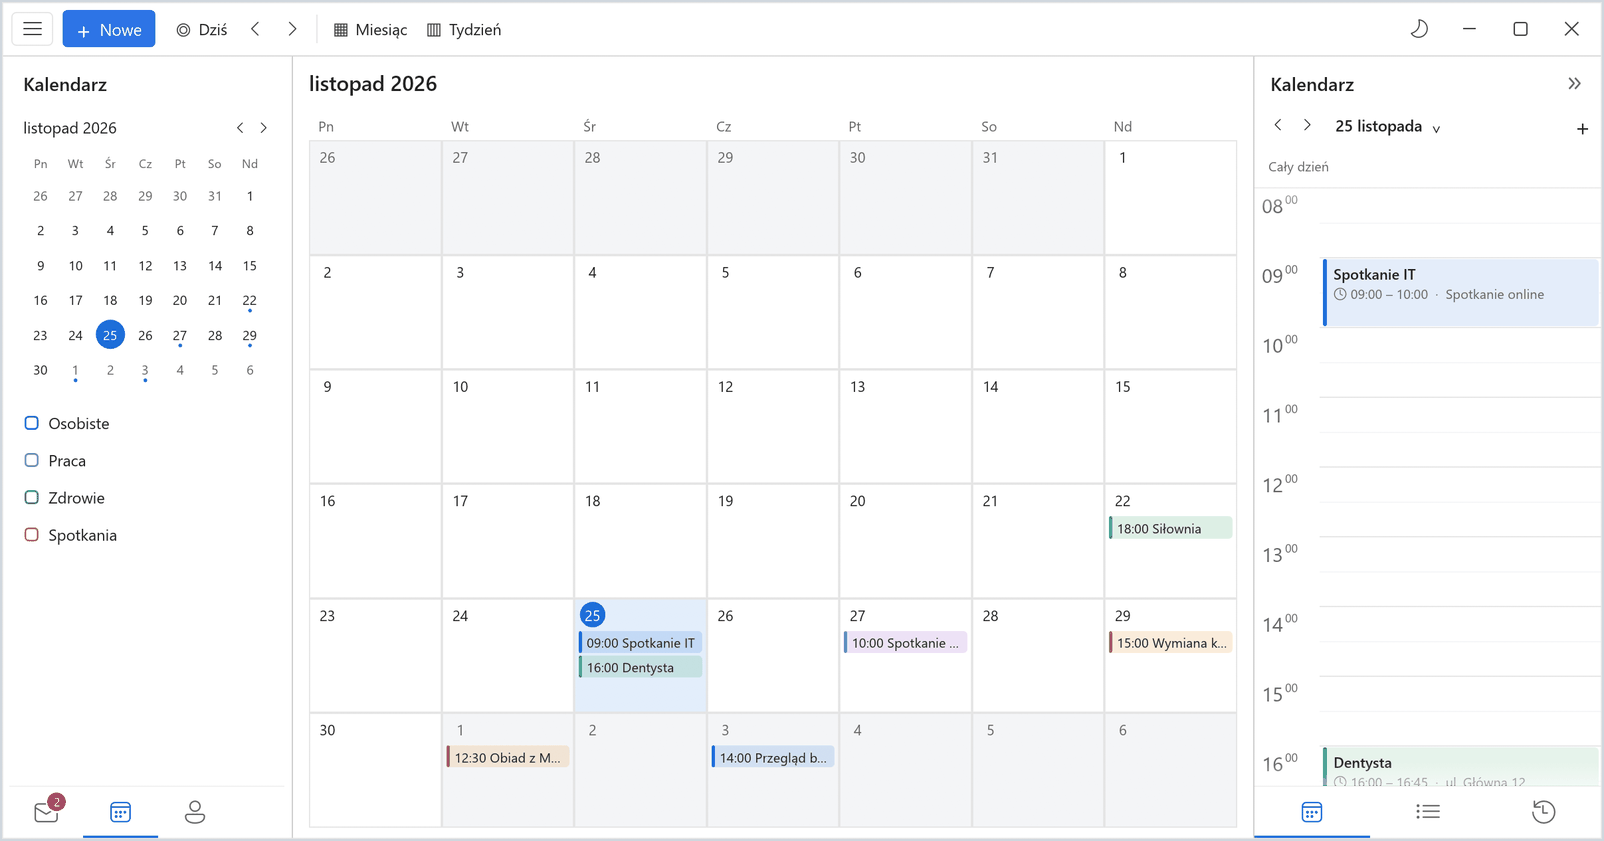 Nowe Dziś Miesiąc Tydzień
Kalendarz
listopad 2026
Pn Wt Śr Cz Pt So Nd
26 27 28 29 30 31 1
2 3 4 5 6 7 8
9 10 11 12 13 14 15
16 17 18 19 20 21 22
23 24 25 26 27 28 29
30 1 2 3 4 5 6
Osobiste
Praca
Zdrowie
Spotkania
2
listopad 2026
Pn Wt Śr Cz Pt So Nd
26 27 28 29 30 31 1
2 3 4 5 6 7 8
9 10 11 12 13 14 15
16 17 18 19 20 21 22
18:00 Siłownia
23 24 25 26 27 28 29
09:00 Spotkanie IT 10:00 Spotkanie ... 15:00 Wymiana k...
16:00 Dentysta
30 1 2 3 4 5 6
12:30 Obiad z M... 14:00 Przegląd b...
Kalendarz
25 listopada
Cały dzień
08 00
09 00
Spotkanie IT
09:00 – 10:00 · Spotkanie online
10 00
11 00
12 00
13 00
14 00
15 00
16 00
Dentysta
16:00 – 16:45 · ul. Główna 12